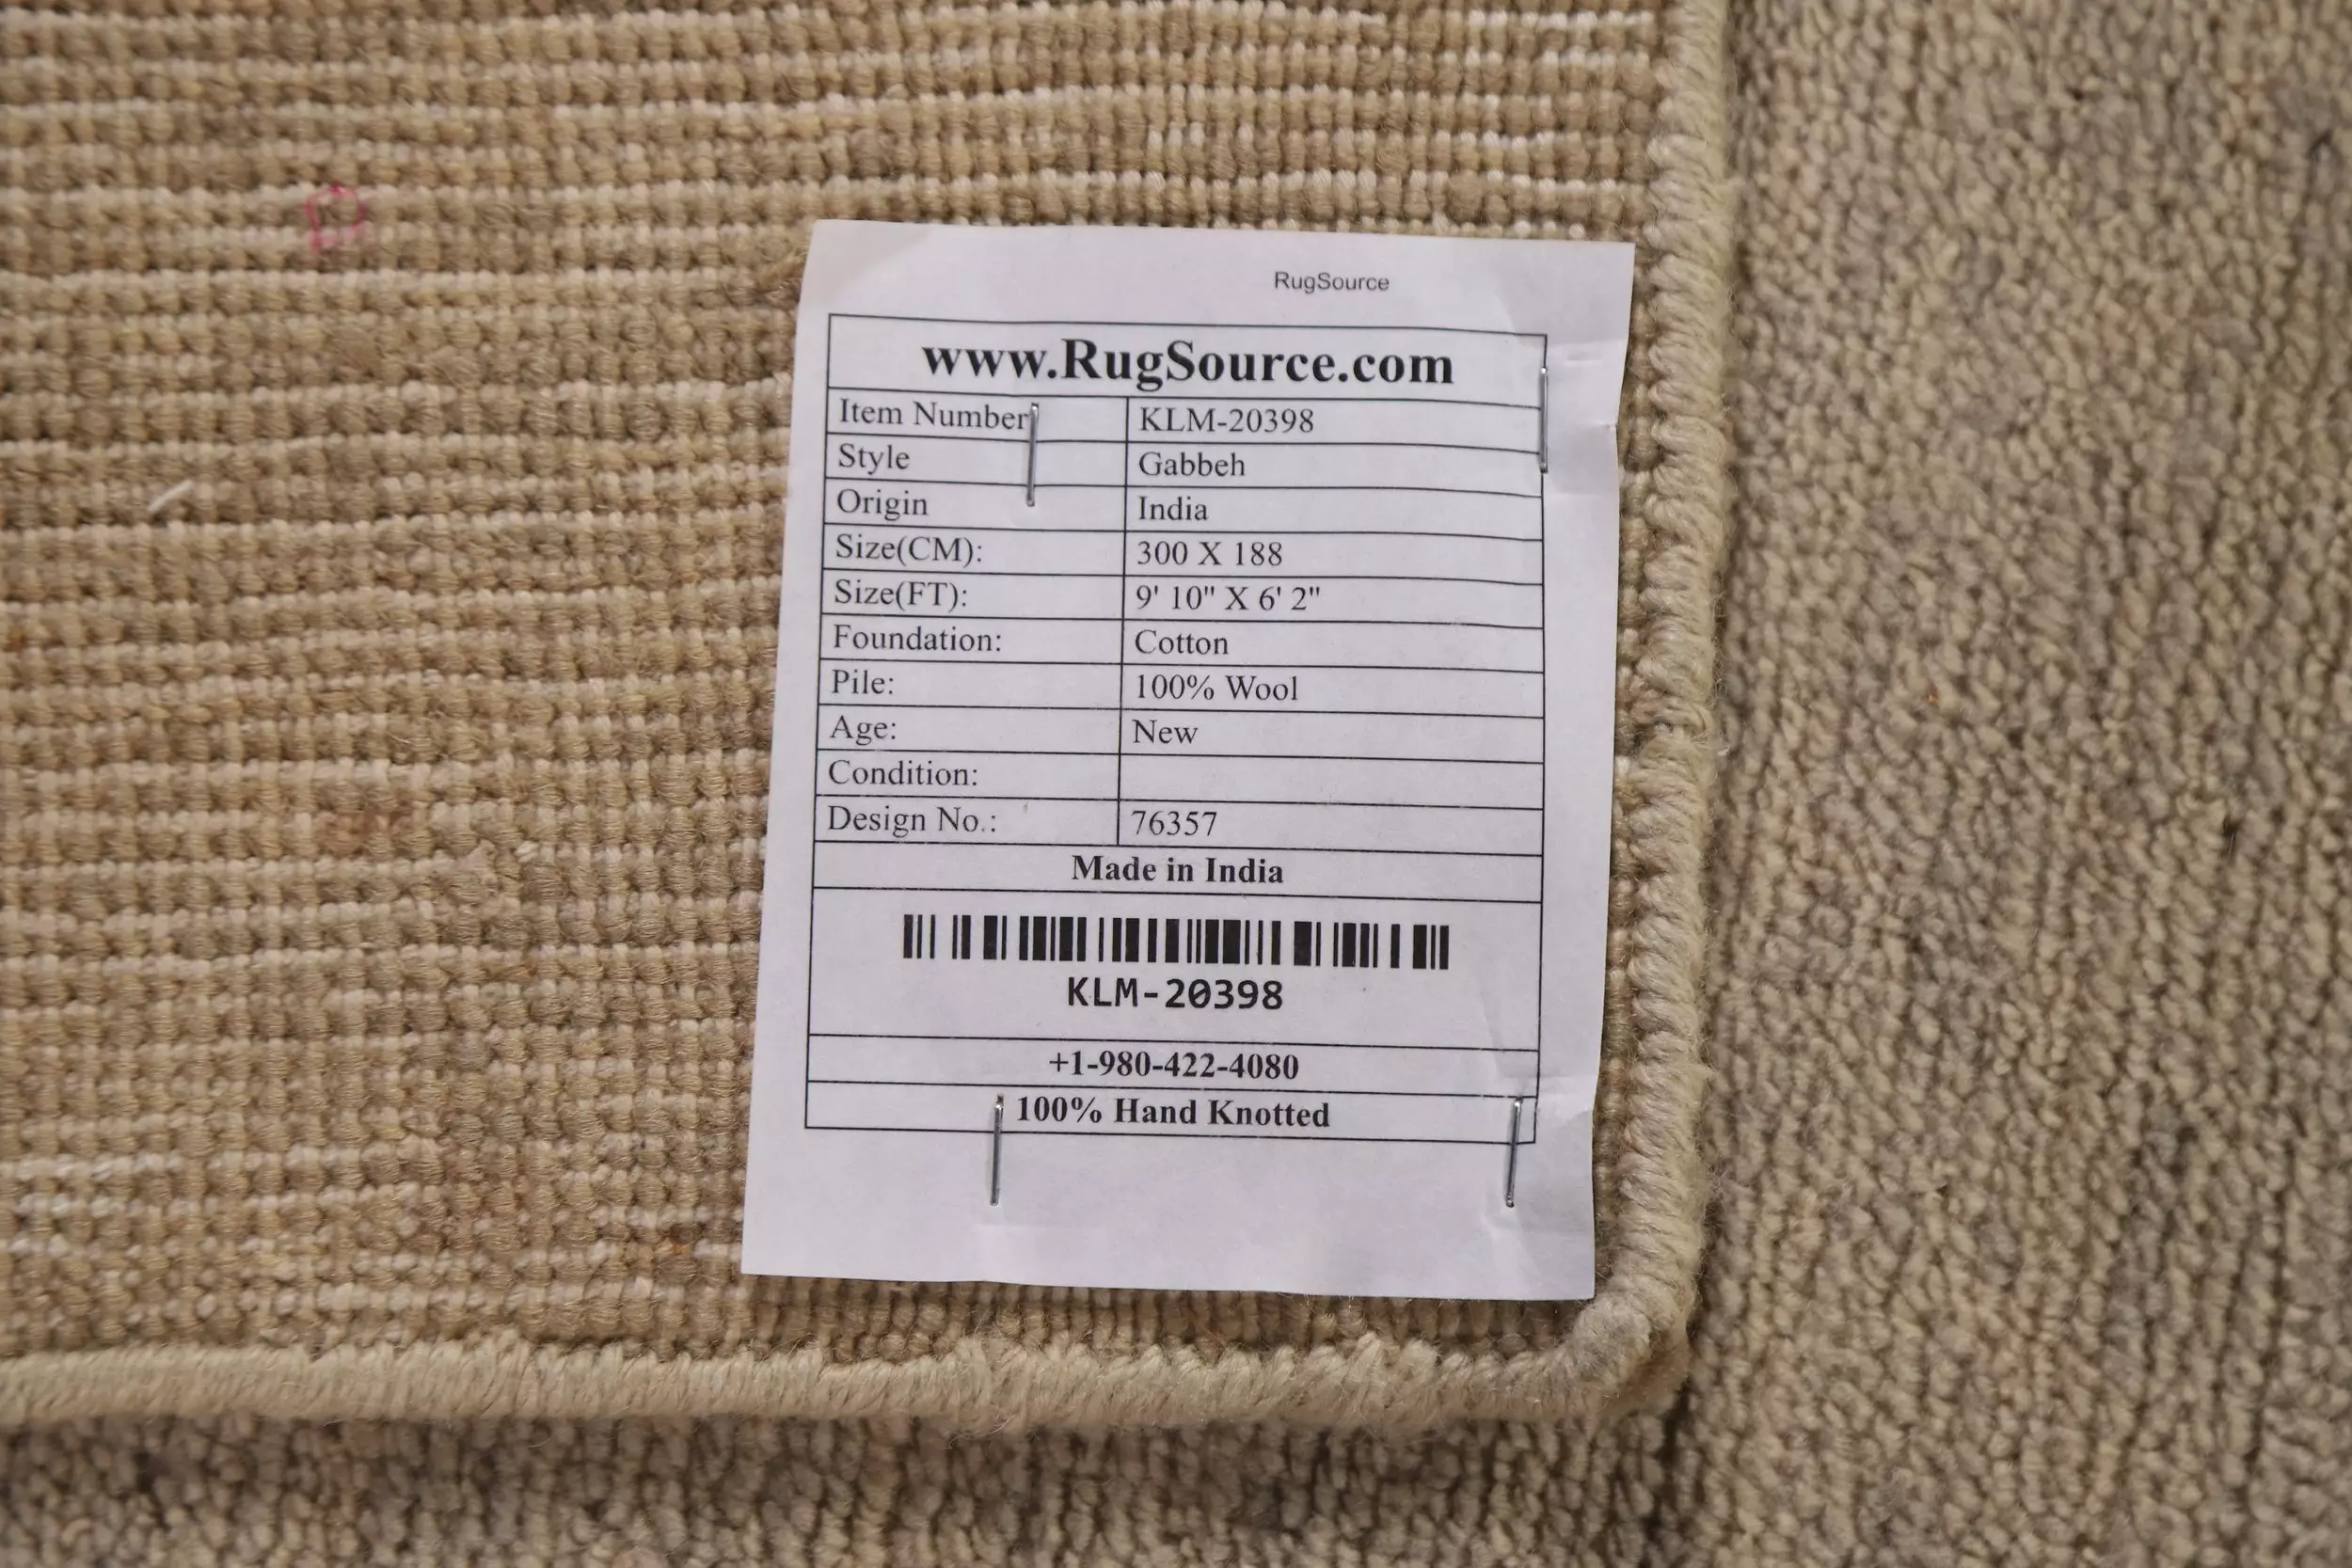 RugSource
www.RugSource.com
Item Number KLM-20398
Style Gabbeh
Origin India
Size(CM): 300 X 188
Size(FT): 9' 10" X 6' 2"
Foundation: Cotton
Pile: 100% Wool
Age: New
Condition:
Design No.: 76357
Made in India
KLM-20398
+1-980-422-4080
100% Hand Knotted